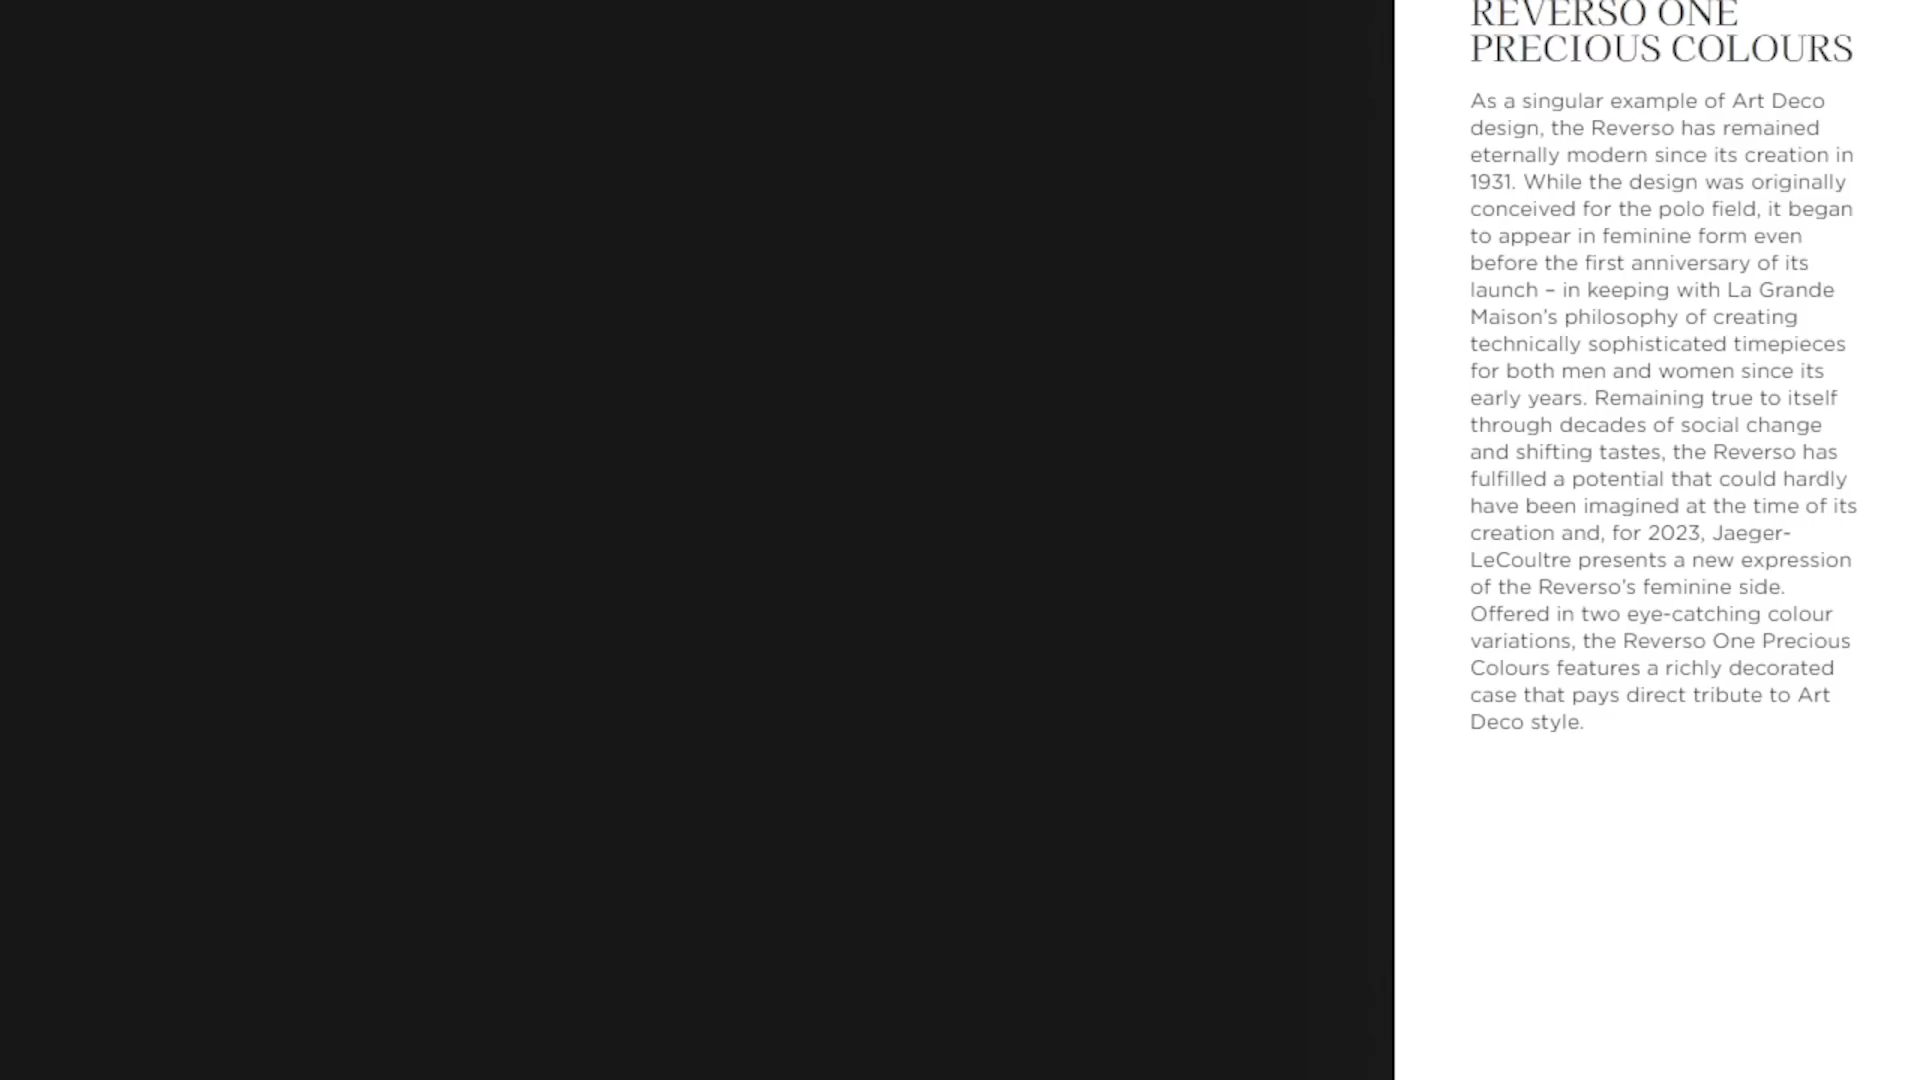 REVERSO ONE
PRECIOUS COLOURS
As a singular example of Art Deco
design, the Reverso has remained
eternally modern since its creation in
1931. While the design was originally
conceived for the polo field, it began
to appear in feminine form even
before the first anniversary of its
launch – in keeping with La Grande
Maison’s philosophy of creating
technically sophisticated timepieces
for both men and women since its
early years. Remaining true to itself
through decades of social change
and shifting tastes, the Reverso has
fulfilled a potential that could hardly
have been imagined at the time of its
creation and, for 2023, Jaeger-
LeCoultre presents a new expression
of the Reverso’s feminine side.
Offered in two eye-catching colour
variations, the Reverso One Precious
Colours features a richly decorated
case that pays direct tribute to Art
Deco style.